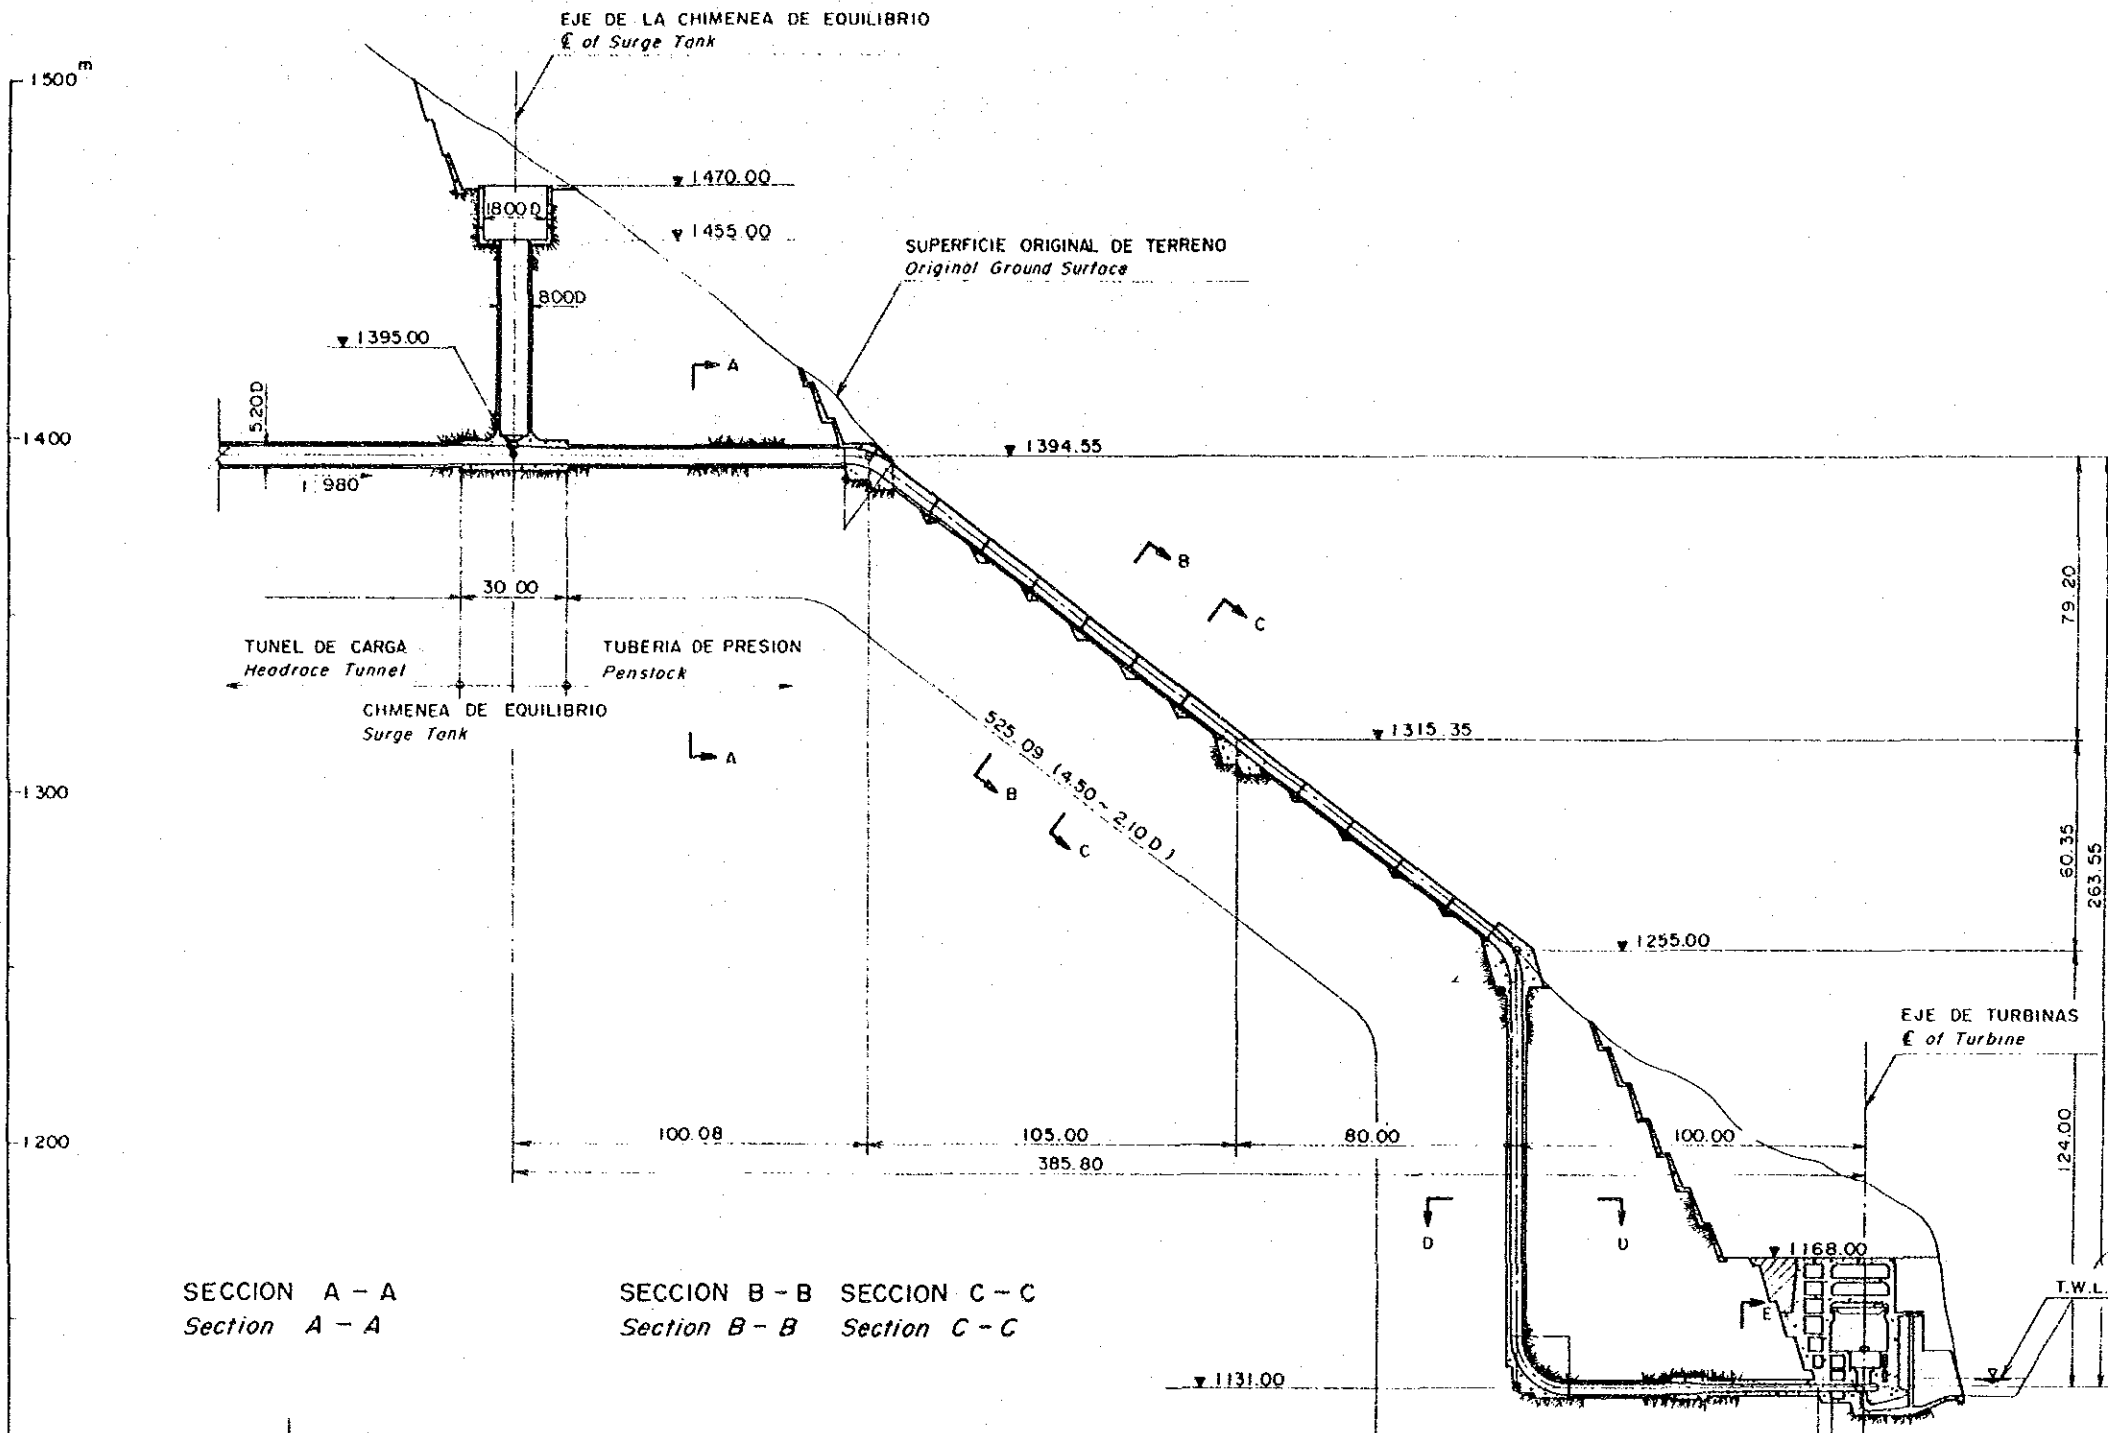 EJE DE LA CHIMENEA DE EQUILIBRIO
℄ of Surge Tank
1500 m
1470.00
1800 D
1455.00
SUPERFICIE ORIGINAL DE TERRENO
Original Ground Surface
8.00D
1395.00
A
5.20D
1400
1394.55
1:980
B
30.00
C
79.20
TUNEL DE CARGA
Headrace Tunnel
TUBERIA DE PRESION
Penstock
CHMENEA DE EQUILIBRIO
Surge Tank
525.09 (4.50 ~ 2.10 D)
1315.35
A
B
1300
C
60.35
263.55
1255.00
EJE DE TURBINAS
℄ of Turbine
1200
100.08
105.00
80.00
100.00
385.80
124.00
D
D
1168.00
SECCION A - A
Section A - A
SECCION B - B
Section B - B
SECCION C - C
Section C - C
E
T.W.L.
1131.00